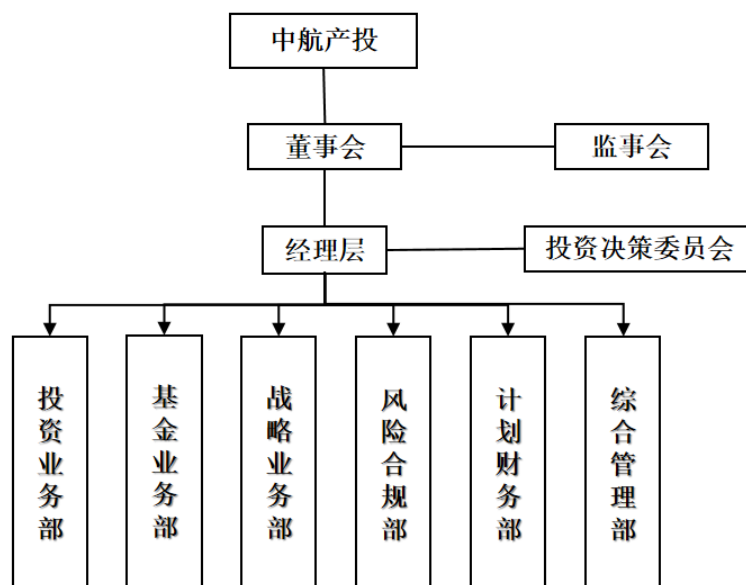 中航产投
董事会
监事会
经理层
投资决策委员会
投资业务部
基金业务部
战略业务部
风险合规部
计划财务部
综合管理部